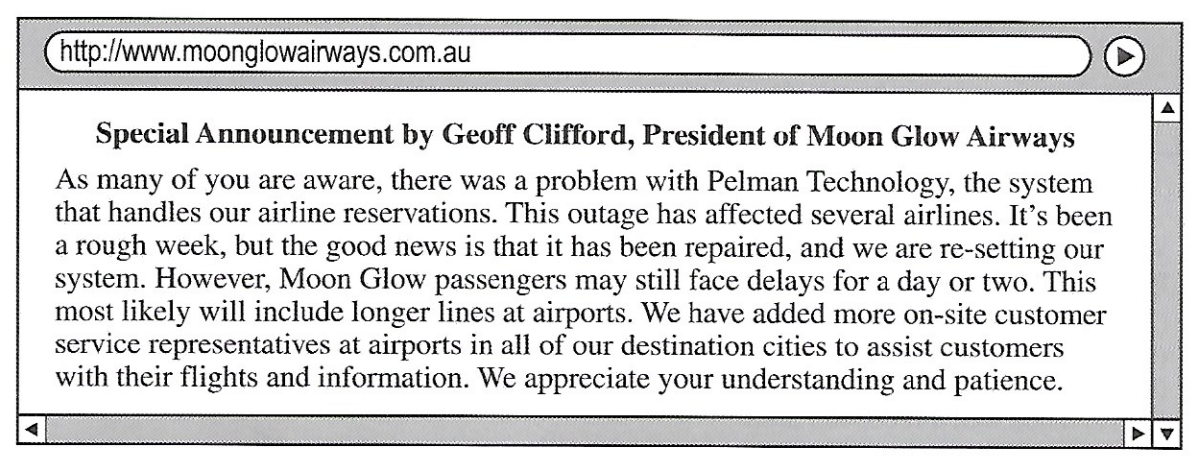 http://www.moonglowairways.com.au
Special Announcement by Geoff Clifford, President of Moon Glow Airways
As many of you are aware, there was a problem with Pelman Technology, the system
that handles our airline reservations. This outage has affected several airlines. It's been
a rough week, but the good news is that it has been repaired, and we are re-setting our
system. However, Moon Glow passengers may still face delays for a day or two. This
most likely will include longer lines at airports. We have added more on-site customer
service representatives at airports in all of our destination cities to assist customers
with their flights and information. We appreciate your understanding and patience.